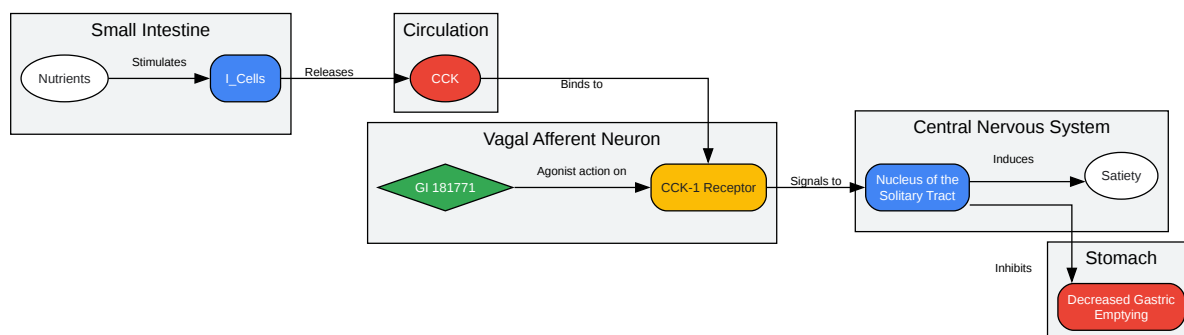 Small Intestine
Circulation
Nutrients
Stimulates
I_Cells
Releases
CCK
Binds to
Vagal Afferent Neuron
GI 181771
Agonist action on
CCK-1 Receptor
Signals to
Central Nervous System
Nucleus of the
Solitary Tract
Induces
Satiety
Inhibits
Stomach
Decreased Gastric
Emptying